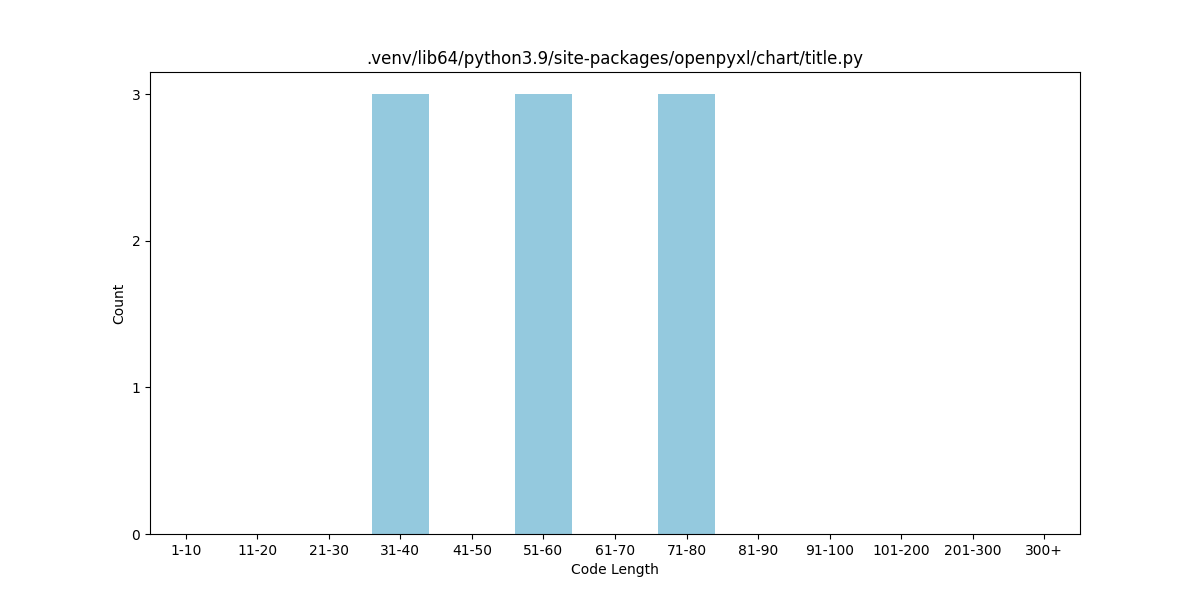 .venv/lib64/python3.9/site-packages/openpyxl/chart/title.py
3
2
1
0
Count
1-10 11-20 21-30 31-40 41-50 51-60 61-70 71-80 81-90 91-100 101-200 201-300 300+
Code Length